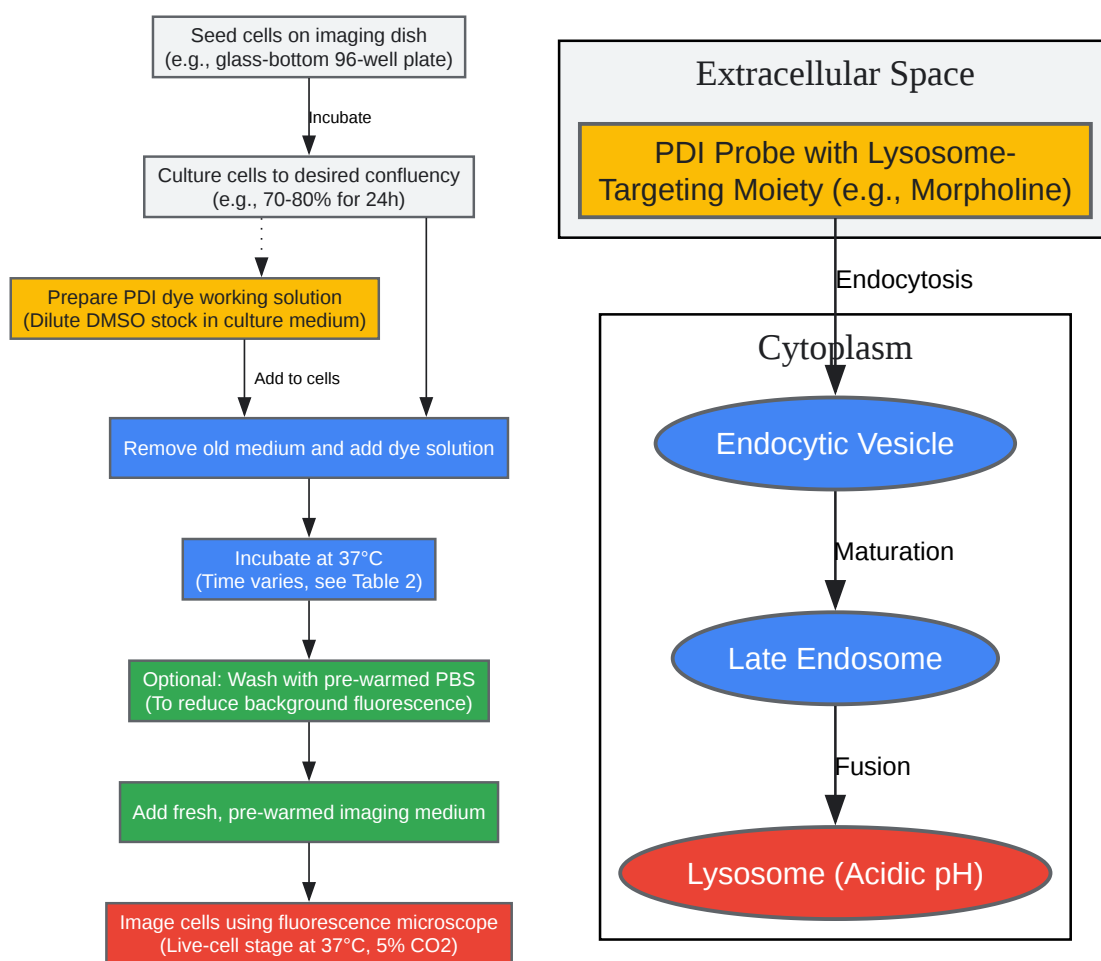 Seed cells on imaging dish
(e.g., glass-bottom 96-well plate)
Incubate
Culture cells to desired confluency
(e.g., 70-80% for 24h)
Prepare PDI dye working solution
(Dilute DMSO stock in culture medium)
Add to cells
Remove old medium and add dye solution
Incubate at 37°C
(Time varies, see Table 2)
Optional: Wash with pre-warmed PBS
(To reduce background fluorescence)
Add fresh, pre-warmed imaging medium
Image cells using fluorescence microscope
(Live-cell stage at 37°C, 5% CO2)
Extracellular Space
PDI Probe with Lysosome-
Targeting Moiety (e.g., Morpholine)
Endocytosis
Cytoplasm
Endocytic Vesicle
Maturation
Late Endosome
Fusion
Lysosome (Acidic pH)